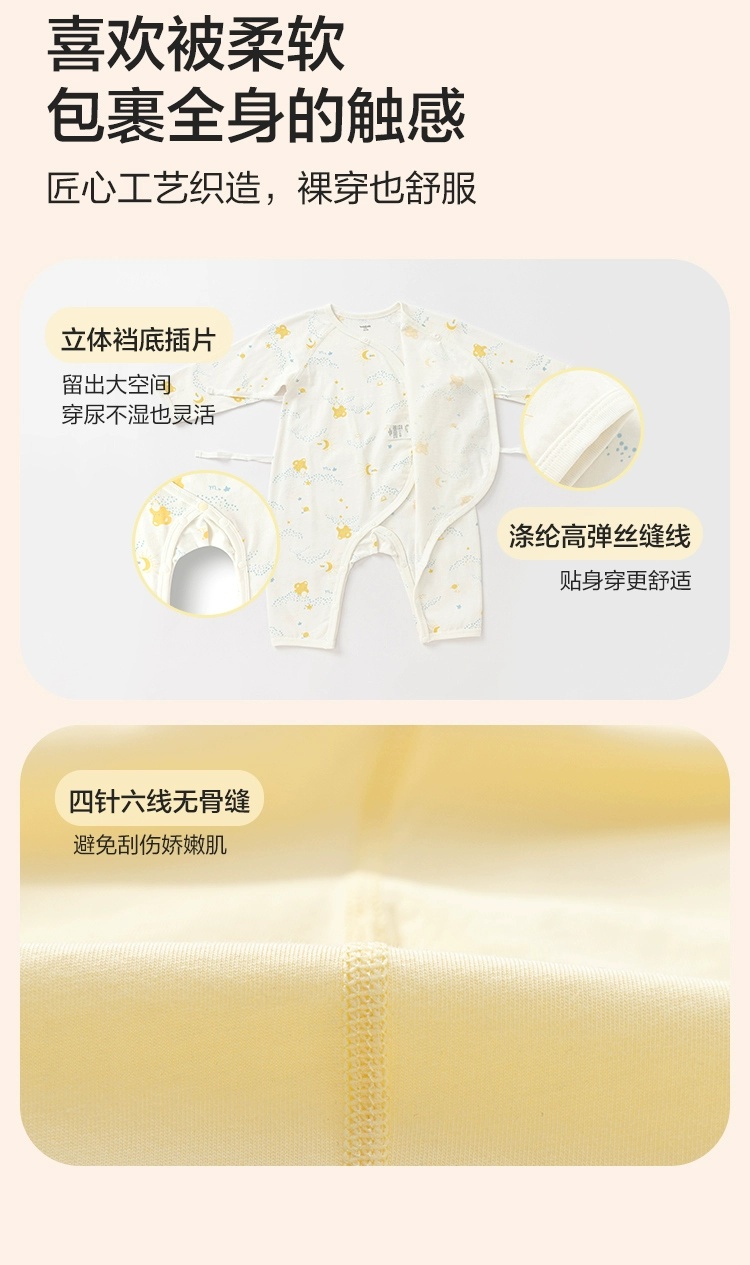 喜欢被柔软
包裹全身的触感
匠心工艺织造，裸穿也舒服
立体裆底插片
留出大空间
穿尿不湿也灵活
涤纶高弹丝缝线
贴身穿更舒适
四针六线无骨缝
避免刮伤娇嫩肌